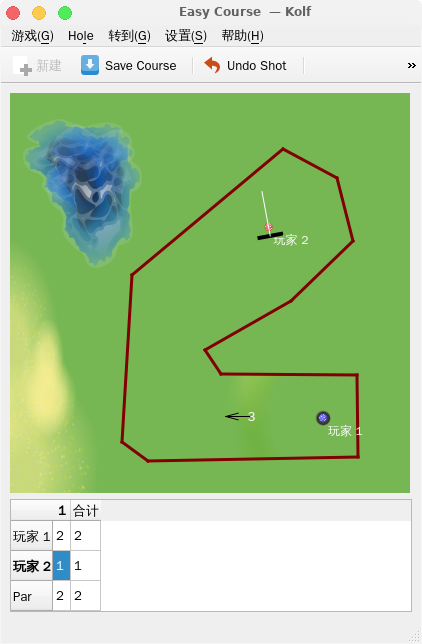 Easy Course — Kolf
游戏(G) Hole 转到(G) 设置(S) 帮助(H)
新建 Save Course Undo Shot »
玩家 2
3
玩家 1
1 合计
玩家 1 2 2
玩家 2 1 1
Par 2 2